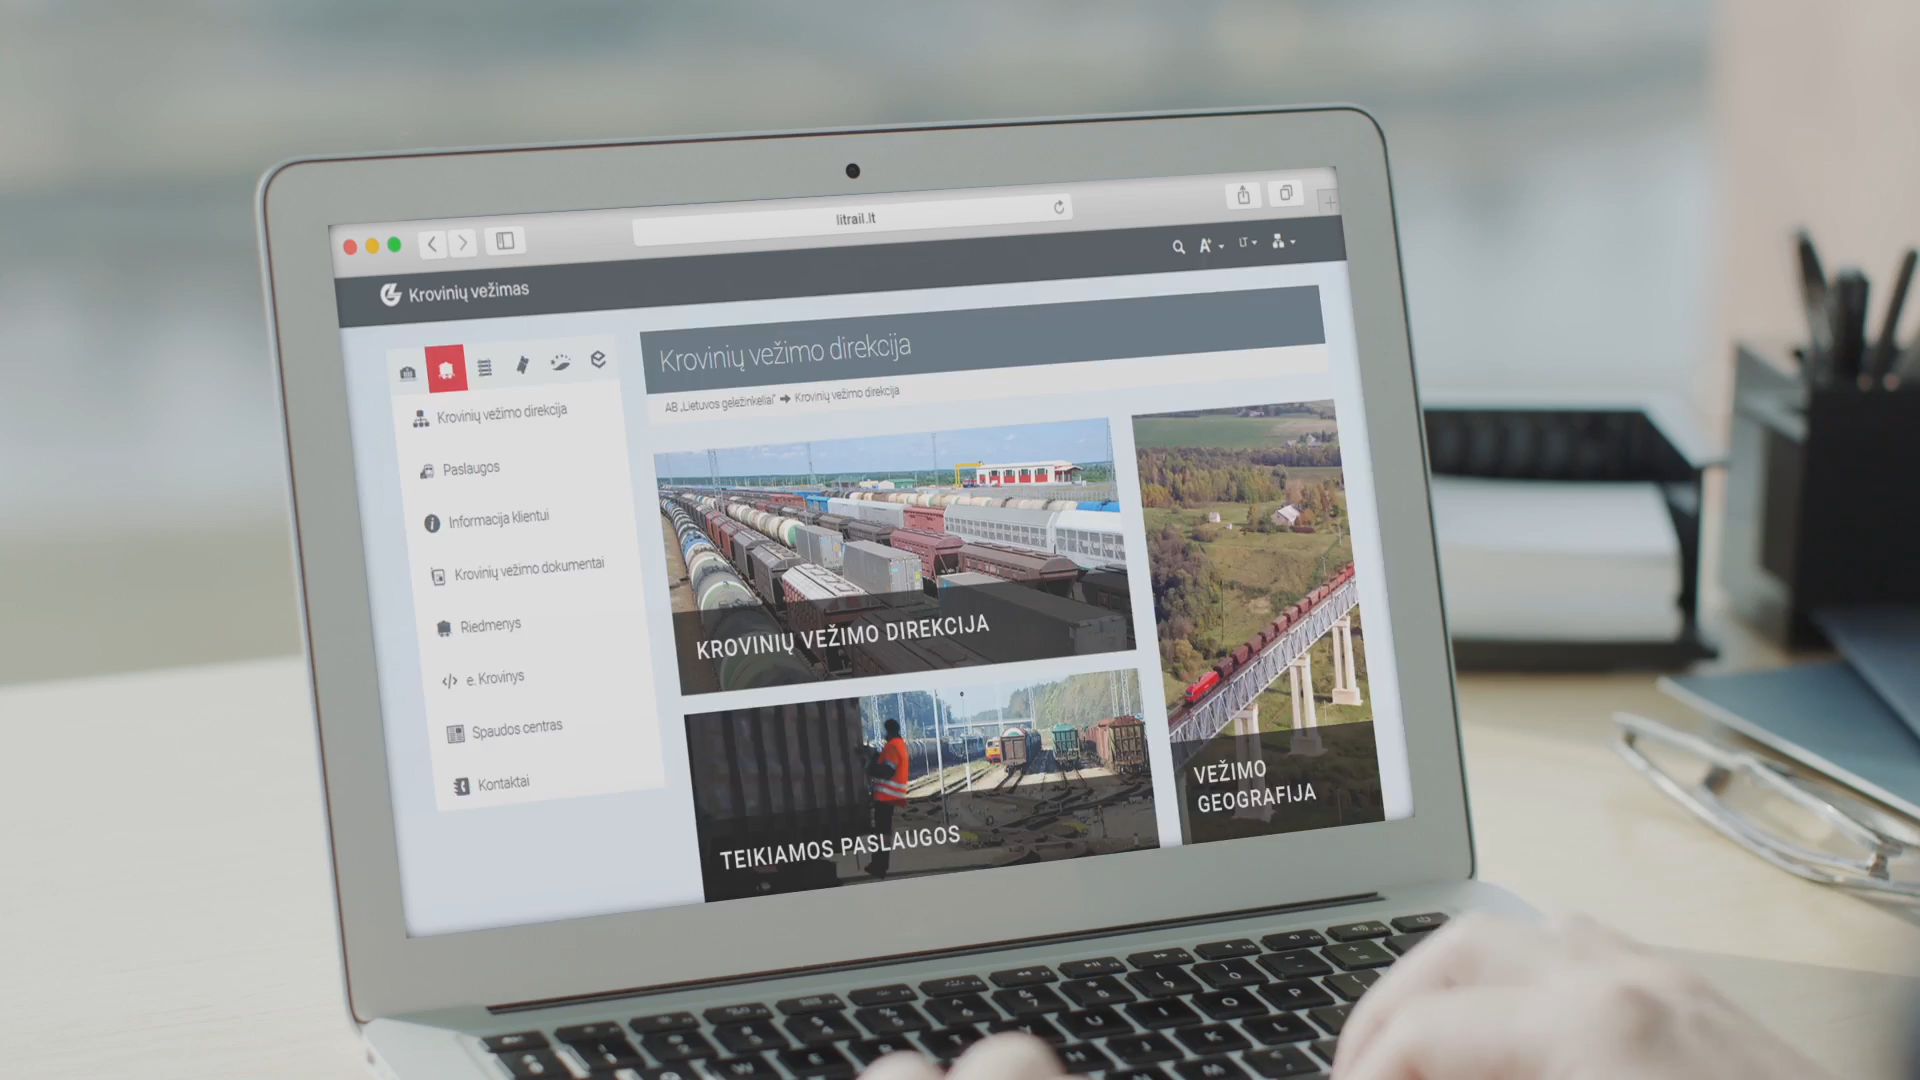 litrail.lt
Krovinių vežimas
A+
LT
Krovinių vežimo direkcija
AB „Lietuvos geležinkeliai“ ➔ Krovinių vežimo direkcija
Krovinių vežimo direkcija
Paslaugos
Informacija klientui
Krovinių vežimo dokumentai
Riedmenys
</> e. Krovinys
Spaudos centras
Kontaktai
KROVINIŲ VEŽIMO DIREKCIJA
TEIKIAMOS PASLAUGOS
VEŽIMO
GEOGRAFIJA